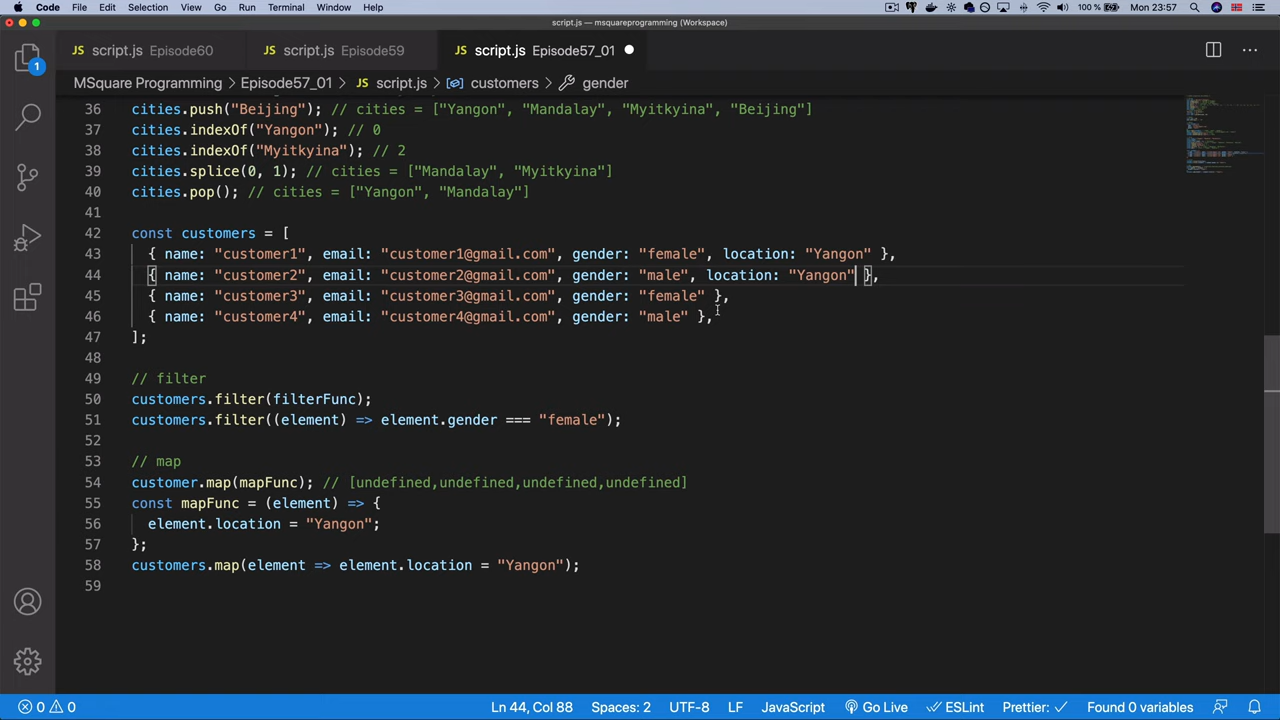 Code File Edit Selection View Go Run Terminal Window Help 100 % Mon 23:57
script.js — msquareprogramming (Workspace)
JS script.js Episode60 JS script.js Episode59 JS script.js Episode57_01
MSquare Programming > Episode57_01 > JS script.js > customers > gender
1
36 cities.push("Beijing"); // cities = ["Yangon", "Mandalay", "Myitkyina", "Beijing"]
37 cities.indexOf("Yangon"); // 0
38 cities.indexOf("Myitkyina"); // 2
39 cities.splice(0, 1); // cities = ["Mandalay", "Myitkyina"]
40 cities.pop(); // cities = ["Yangon", "Mandalay"]
41
42 const customers = [
43 { name: "customer1", email: "customer1@gmail.com", gender: "female", location: "Yangon" },
44 { name: "customer2", email: "customer2@gmail.com", gender: "male", location: "Yangon" },
45 { name: "customer3", email: "customer3@gmail.com", gender: "female" },
46 { name: "customer4", email: "customer4@gmail.com", gender: "male" },
47 ];
48
49 // filter
50 customers.filter(filterFunc);
51 customers.filter((element) => element.gender === "female");
52
53 // map
54 customer.map(mapFunc); // [undefined,undefined,undefined,undefined]
55 const mapFunc = (element) => {
56 element.location = "Yangon";
57 };
58 customers.map(element => element.location = "Yangon");
59
0 0 Ln 44, Col 88 Spaces: 2 UTF-8 LF JavaScript Go Live ESLint Prettier: ✓ Found 0 variables